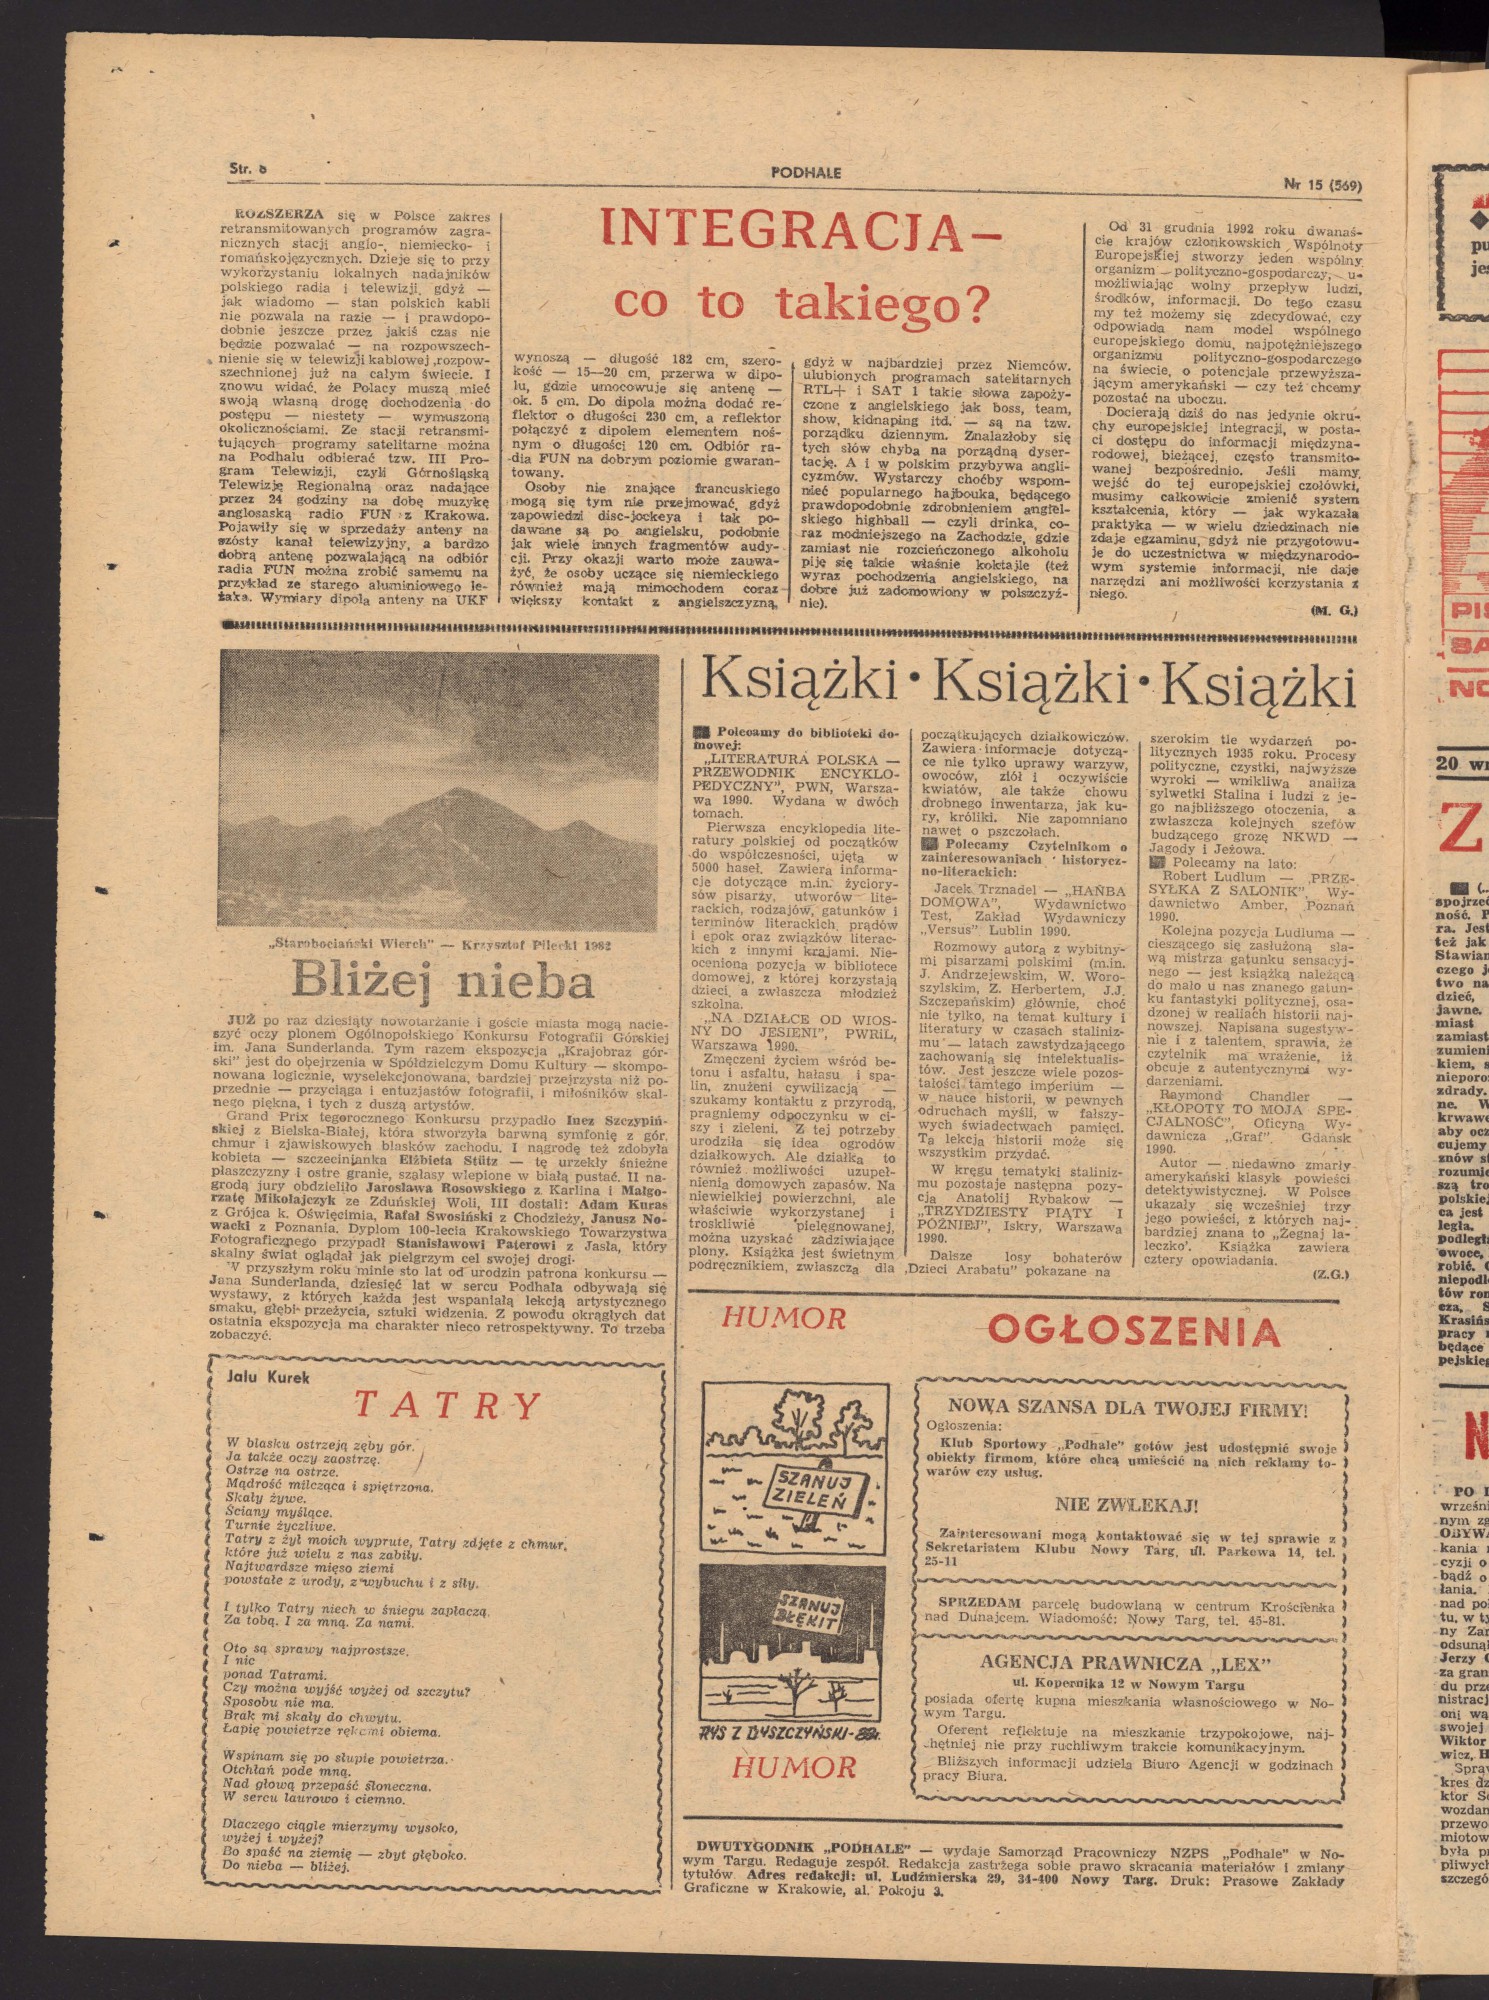 Str. 8
PODHALE
Nr 15 (569)
INTEGRACJA—
co to takiego?
ROZSZERZA się w Polsce zakres
retransmitowanych programów zagra-
nicznych stacji anglo-, niemiecko- i
romańskojęzycznych. Dzieje się to przy
wykorzystaniu lokalnych nadajników
polskiego radia i telewizji, gdyż —
jak wiadomo — stan polskich kabli
nie pozwala na razie — i prawdopo-
dobnie jeszcze przez jakiś czas nie
będzie pozwalać — na rozpowszech-
nienie się w telewizji kablowej ,rozpow-
szechnionej już na całym świecie. I
znowu widać, że Polacy muszą mieć
swoją własną drogę dochodzenia do
postępu — niestety — wymuszoną
okolicznościami. Ze stacji retransmi-
tujących programy satelitarne można
na Podhalu odbierać tzw. III Pro-
gram Telewizji, czyli Górnośląską
Telewizję Regionalną oraz nadające
przez 24 godziny na dobę muzykę
anglosaską radio FUN z Krakowa.
Pojawiły się w sprzedaży anteny na
szósty kanał telewizyjny, a bardzo
dobrą antenę pozwalającą na odbiór
radia FUN można zrobić samemu na
przykład ze starego aluminiowego le-
żaka. Wymiary dipola anteny na UKF
wynoszą — długość 182 cm, szero-
kość — 15—20 cm, przerwa w dipo-
lu, gdzie umocowuje się antenę —
ok. 5 cm. Do dipola można dodać re-
flektor o długości 230 cm, a reflektor
połączyć z dipolem elementem noś-
nym o długości 120 cm. Odbiór ra-
dia FUN na dobrym poziomie gwaran-
towany.
Osoby nie znające francuskiego
mogą się tym nie przejmować, gdyż
zapowiedzi disc-jockeya i tak po-
dawane są po angielsku, podobnie
jak wiele innych fragmentów audy-
cji. Przy okazji warto może zauwa-
żyć, że osoby uczące się niemieckiego
również mają mimochodem coraz
większy kontakt z angielszczyzną,
gdyż w najbardziej przez Niemców.
ulubionych programach satelitarnych
RTL+ i SAT 1 takie słowa zapoży-
czone z angielskiego jak boss, team,
show, kidnaping itd. — są na tzw.
porządku dziennym. Znalazłoby się
tych słów chyba na porządną dyser-
tację. A i w polskim przybywa angli-
cyzmów. Wystarczy choćby wspom-
nieć popularnego hajbouka, będącego
prawdopodobnie zdrobnieniem angiel-
skiego highball — czyli drinka, co-
raz modniejszego na Zachodzie, gdzie
zamiast nie rozcieńczonego alkoholu
piję się takie właśnie koktajle (też
wyraz pochodzenia angielskiego, na
dobre już zadomowiony w polszczyź-
nie).
Od 31 grudnia 1992 roku dwanaś-
cie krajów członkowskich Wspólnoty
Europejskiej stworzy jeden wspólny
organizm — polityczno-gospodarczy, u-
możliwiając wolny przepływ ludzi,
środków, informacji. Do tego czasu
my też możemy się zdecydować, czy
odpowiada nam model wspólnego
europejskiego domu, najpotężniejszego
organizmu polityczno-gospodarczego
na świecie, o potencjale przewyższa-
jącym amerykański — czy też chcemy
pozostać na uboczu.
Docierają dziś do nas jedynie okru-
chy europejskiej integracji, w posta-
ci dostępu do informacji międzyna-
rodowej, bieżącej, często transmito-
wanej bezpośrednio. Jeśli mamy
wejść do tej europejskiej czołówki,
musimy całkowicie zmienić system
kształcenia, który — jak wykazała
praktyka — w wielu dziedzinach nie
zdaje egzaminu, gdyż nie przygotowu-
je do uczestnictwa w międzynarodo-
wym systemie informacji, nie daje
narzędzi ani możliwości korzystania z
niego.
(M. G.)
„Starobociański Wierch" — Krzysztof Pilecki 1982
Bliżej nieba
JUŻ po raz dziesiąty nowotarżanie i goście miasta mogą nacie-
szyć oczy plonem Ogólnopolskiego Konkursu Fotografii Górskiej
im. Jana Sunderlanda. Tym razem ekspozycja „Krajobraz gór-
ski" jest do obejrzenia w Spółdzielczym Domu Kultury — skompo-
nowana logicznie, wyselekcjonowana, bardziej przejrzysta niż po-
przednie — przyciąga i entuzjastów fotografii, i miłośników skal-
nego piękna, i tych z duszą artystów.
Grand Prix tegorocznego Konkursu przypadło Inez Szczypiń-
skiej z Bielska-Białej, która stworzyła barwną symfonię z gór,
chmur i zjawiskowych blasków zachodu. I nagrodę też zdobyła
kobieta — szczecinianka Elżbieta Stütz — tę urzekły śnieżne
płaszczyzny i ostre granie, szałasy wlepione w białą pustać. II na-
grodą jury obdzieliło Jarosława Rosowskiego z Karlina i Małgo-
rzatę Mikołajczyk ze Zduńskiej Woli, III dostali: Adam Kuras
z Grójca k. Oświęcimia, Rafał Swosiński z Chodzieży, Janusz No-
wacki z Poznania. Dyplom 100-lecia Krakowskiego Towarzystwa
Fotograficznego przypadł Stanisławowi Paterowi z Jasła, który
skalny świat oglądał jak pielgrzym cel swojej drogi.
W przyszłym roku minie sto lat od urodzin patrona konkursu —
Jana Sunderlanda, dziesięć lat w sercu Podhala odbywają się
wystawy, z których każda jest wspaniałą lekcją artystycznego
smaku, głębi przeżycia, sztuki widzenia. Z powodu okrągłych dat
ostatnia ekspozycja ma charakter nieco retrospektywny. To trzeba
zobaczyć.
Jalu Kurek
TATRY
W blasku ostrzeją zęby gór.
Ja także oczy zaostrzę.
Ostrze na ostrze.
Mądrość milcząca i spiętrzona.
Skały żywe.
Ściany myślące.
Turnie życzliwe.
Tatry z żył moich wyprute, Tatry zdjęte z chmur,
które już wielu z nas zabiły.
Najtwardsze mięso ziemi
powstałe z urody, z wybuchu i z siły.
I tylko Tatry niech w śniegu zapłaczą.
Za tobą. I za mną. Za nami.
Oto są sprawy najprostsze.
I nic
ponad Tatrami.
Czy można wyjść wyżej od szczytu?
Sposobu nie ma.
Brak mi skały do chwytu.
Łapię powietrze rękami obiema.
Wspinam się po słupie powietrza.
Otchłań pode mną.
Nad głową przepaść słoneczna.
W sercu laurowo i ciemno.
Dlaczego ciągle mierzymy wysoko,
wyżej i wyżej?
Bo spaść na ziemię — zbyt głęboko.
Do nieba — bliżej.
Książki • Książki • Książki
Polecamy do biblioteki do-
mowej:
„LITERATURA POLSKA —
PRZEWODNIK ENCYKLO-
PEDYCZNY", PWN, Warsza-
wa 1990. Wydana w dwóch
tomach.
Pierwsza encyklopedia lite-
ratury polskiej od początków
do współczesności, ujęta w
5000 haseł. Zawiera informa-
cje dotyczące m.in. życiory-
sów pisarzy, utworów lite-
rackich, rodzajów, gatunków i
terminów literackich, prądów
i epok oraz związków literac-
kich z innymi krajami. Nie-
oceniona pozycja w bibliotece
domowej, z której korzystają
dzieci, a zwłaszcza młodzież
szkolna.
„NA DZIAŁCE OD WIOS-
NY DO JESIENI", PWRiL,
Warszawa 1990.
Zmęczeni życiem wśród be-
tonu i asfaltu, hałasu i spa-
lin, znużeni cywilizacją —
szukamy kontaktu z przyrodą,
pragniemy odpoczynku w ci-
szy i zieleni. Z tej potrzeby
urodziła się idea ogrodów
działkowych. Ale działka to
również możliwości uzupeł-
nienia domowych zapasów. Na
niewielkiej powierzchni, ale
właściwie wykorzystanej i
troskliwie pielęgnowanej,
można uzyskać zadziwiające
plony. Książka jest świetnym
podręcznikiem, zwłaszcza dla
początkujących działkowiczów.
Zawiera informacje dotyczą-
ce nie tylko uprawy warzyw,
owoców, ziół i oczywiście
kwiatów, ale także chowu
drobnego inwentarza, jak ku-
ry, króliki. Nie zapomniano
nawet o pszczołach.
Polecamy Czytelnikom o
zainteresowaniach historycz-
no-literackich:
Jacek Trznadel — „HAŃBA
DOMOWA", Wydawnictwo
Test, Zakład Wydawniczy
„Versus" Lublin 1990.
Rozmowy autora z wybitny-
mi pisarzami polskimi (m.in.
J. Andrzejewskim, W. Woro-
szylskim, Z. Herbertem, J.J.
Szczepańskim) głównie, choć
nie tylko, na temat kultury i
literatury w czasach staliniz-
mu — latach zawstydzającego
zachowania się intelektualis-
tów. Jest jeszcze wiele pozos-
tałości tamtego imperium —
w nauce historii, w pewnych
odruchach myśli, w fałszy-
wych świadectwach pamięci.
Ta lekcja historii może się
wszystkim przydać.
W kręgu tematyki staliniz-
mu pozostaje następna pozy-
cja Anatolij Rybakow —
„TRZYDZIESTY PIĄTY I
PÓŹNIEJ", Iskry, Warszawa
1990.
Dalsze losy bohaterów
„Dzieci Arabatu" pokazane na
szerokim tle wydarzeń po-
litycznych 1935 roku. Procesy
polityczne, czystki, najwyższe
wyroki — wnikliwa analiza
sylwetki Stalina i ludzi z je-
go najbliższego otoczenia, a
zwłaszcza kolejnych szefów
budzącego grozę NKWD —
Jagody i Jeżowa.
Polecamy na lato:
Robert Ludlum — „PRZE-
SYŁKA Z SALONIK", Wy-
dawnictwo Amber, Poznań
1990.
Kolejna pozycja Ludluma —
cieszącego się zasłużoną sła-
wą mistrza gatunku sensacyj-
nego — jest książką należącą
do mało u nas znanego gatun-
ku fantastyki politycznej, osa-
dzonej w realiach historii naj-
nowszej. Napisana sugestyw-
nie i z talentem, sprawia, że
czytelnik ma wrażenie, iż
obcuje z autentycznymi wy-
darzeniami.
Raymond Chandler —
„KŁOPOTY TO MOJA SPE-
CJALNOŚĆ", Oficyna Wy-
dawnicza „Graf". Gdańsk
1990.
Autor — niedawno zmarły
amerykański klasyk powieści
detektywistycznej. W Polsce
ukazały się wcześniej trzy
jego powieści, z których naj-
bardziej znana to „Żegnaj la-
leczko'. Książka zawiera
cztery opowiadania.
(Z.G.)
HUMOR
SZANUJ
ZIELEŃ
SZANUJ
BŁĘKIT
RYS Z DYSZCZYŃSKI-88r.
HUMOR
OGŁOSZENIA
NOWA SZANSA DLA TWOJEJ FIRMY!
Ogłoszenia:
Klub Sportowy „Podhale" gotów jest udostępnić swoje
obiekty firmom, które chcą umieścić na nich reklamy to-
warów czy usług.
NIE ZWLEKAJ!
Zainteresowani mogą kontaktować się w tej sprawie z
Sekretariatem Klubu Nowy Targ, ul. Parkowa 14, tel.
25-11
SPRZEDAM parcelę budowlaną w centrum Krościenka
nad Dunajcem. Wiadomość: Nowy Targ, tel. 45-81.
AGENCJA PRAWNICZA „LEX"
ul. Kopernika 12 w Nowym Targu
posiada ofertę kupna mieszkania własnościowego w No-
wym Targu.
Oferent reflektuje na mieszkanie trzypokojowe, naj-
chętniej nie przy ruchliwym trakcie komunikacyjnym.
Bliższych informacji udziela Biuro Agencji w godzinach
pracy Biura.
DWUTYGODNIK „PODHALE" — wydaje Samorząd Pracowniczy NZPS „Podhale" w No-
wym Targu. Redaguje zespół. Redakcja zastrzega sobie prawo skracania materiałów i zmiany
tytułów. Adres redakcji: ul. Ludźmierska 29, 34-400 Nowy Targ. Druk: Prasowe Zakłady
Graficzne w Krakowie, al. Pokoju 3.